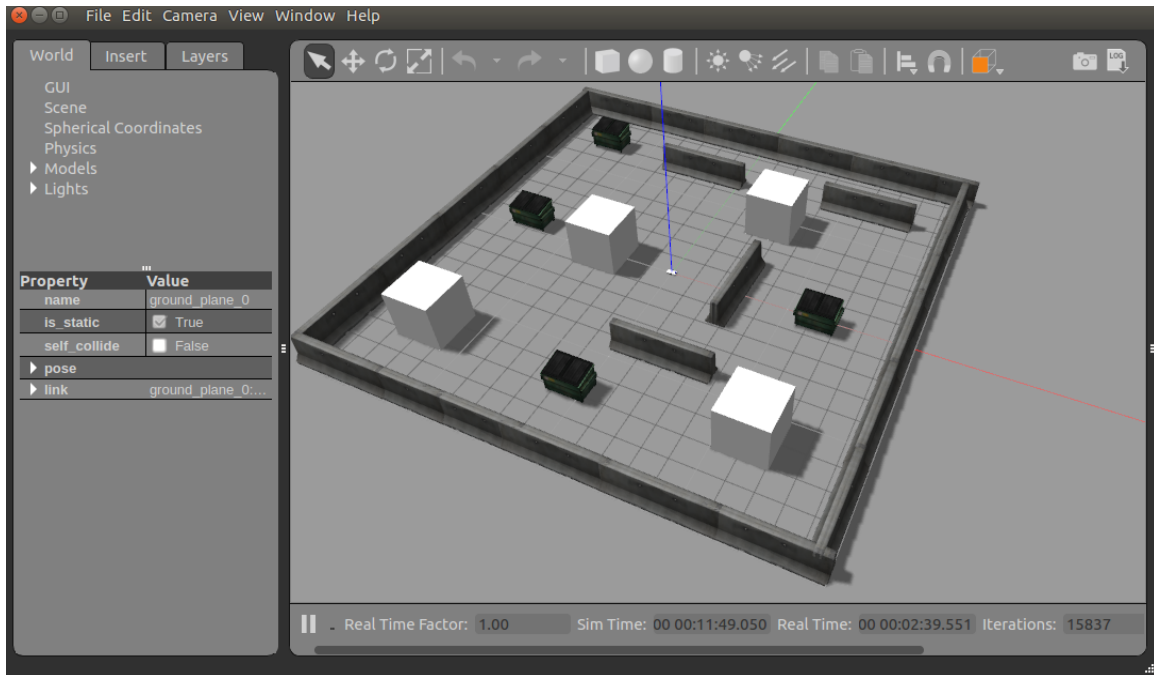 File Edit Camera View Window Help
World Insert Layers
GUI
Scene
Spherical Coordinates
Physics
Models
Lights
Property Value
name ground_plane_0
is_static True
self_collide False
pose
link ground_plane_0:...
LOG
Real Time Factor: 1.00 Sim Time: 00 00:11:49.050 Real Time: 00 00:02:39.551 Iterations: 15837